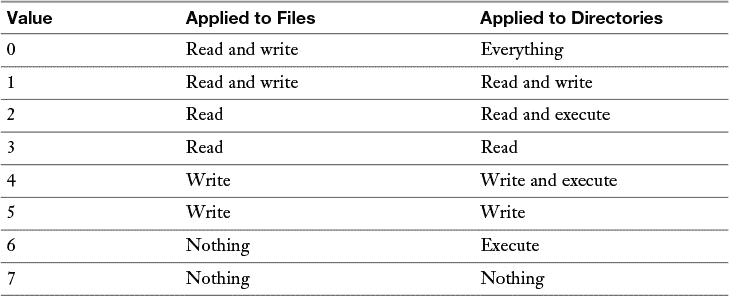 Value Applied to Files Applied to Directories
0 Read and write Everything
1 Read and write Read and write
2 Read Read and execute
3 Read Read
4 Write Write and execute
5 Write Write
6 Nothing Execute
7 Nothing Nothing